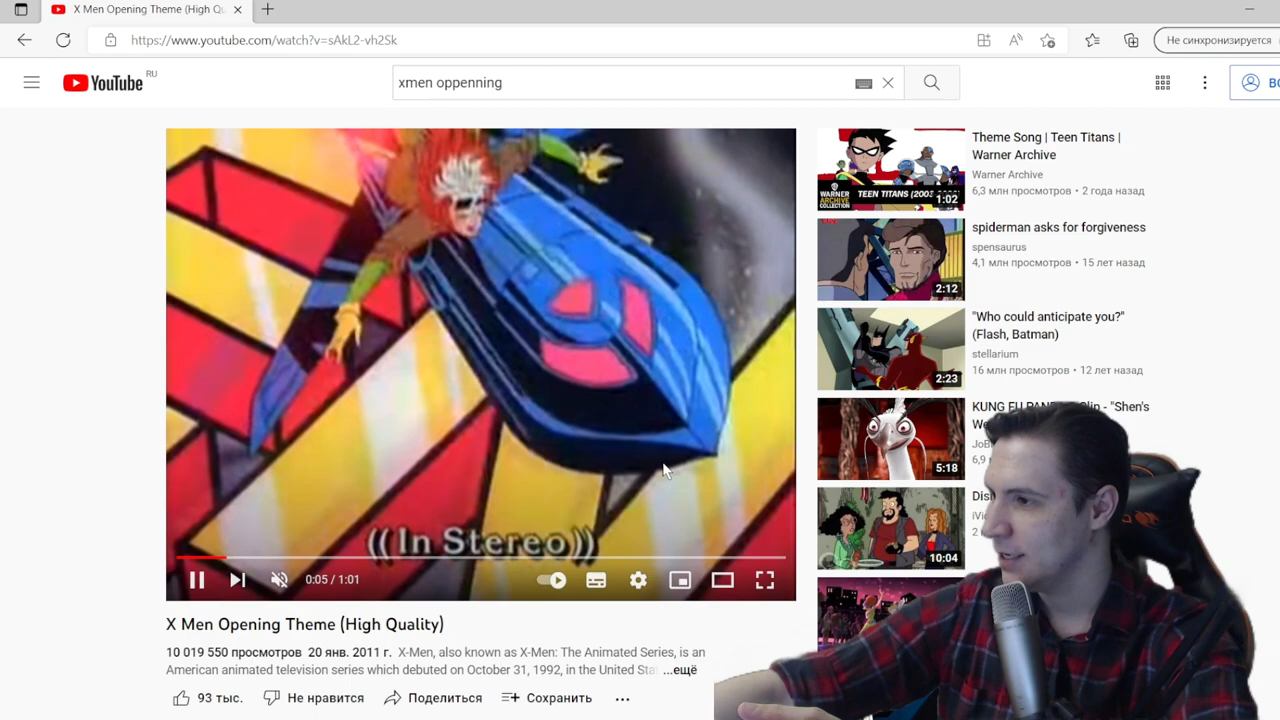 X Men Opening Theme (High Qu
https://www.youtube.com/watch?v=sAkL2-vh2Sk
Не синхронизируется
YouTube
RU
xmen oppenning
((In Stereo))
0:05 / 1:01
X Men Opening Theme (High Quality)
10 019 550 просмотров 20 янв. 2011 г. X-Men, also known as X-Men: The Animated Series, is an
American animated television series which debuted on October 31, 1992, in the United Sta ...ещё
93 тыс.
Не нравится
Поделиться
Сохранить
WARNER ARCHIVE COLLECTION
1:02
Theme Song | Teen Titans |
Warner Archive
Warner Archive
6,3 млн просмотров • 2 года назад
2:12
spiderman asks for forgiveness
spensaurus
4,1 млн просмотров • 15 лет назад
2:23
"Who could anticipate you?"
(Flash, Batman)
stellarium
16 млн просмотров • 12 лет назад
5:18
KUNG FU - "Shen's
6,9
10:04